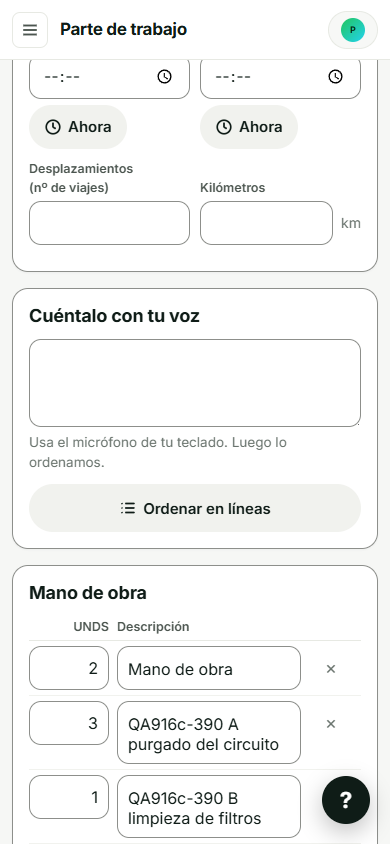 Parte de trabajo
P
--:--
--:--
Ahora
Ahora
Desplazamientos
(nº de viajes)
Kilómetros
km
Cuéntalo con tu voz
Usa el micrófono de tu teclado. Luego lo
ordenamos.
Ordenar en líneas
Mano de obra
UNDS Descripción
2 Mano de obra ×
3 QA916c-390 A
purgado del circuito ×
1 QA916c-390 B
limpieza de filtros
?